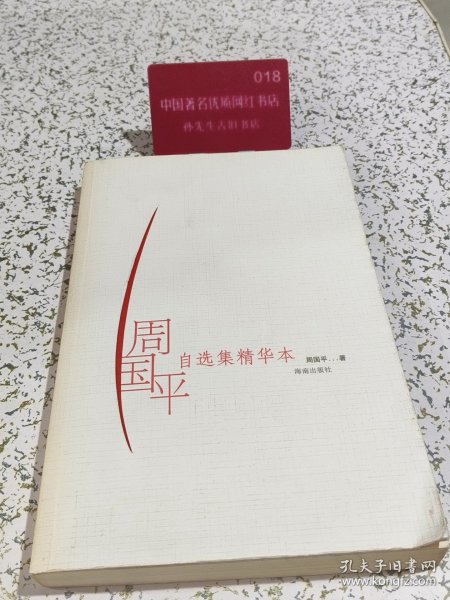 018
中国著名优质网红书店
孙先生古旧书店
周国平
自选集精华本
周国平...著
海南出版社
孔夫子旧书网
www.kongfz.com